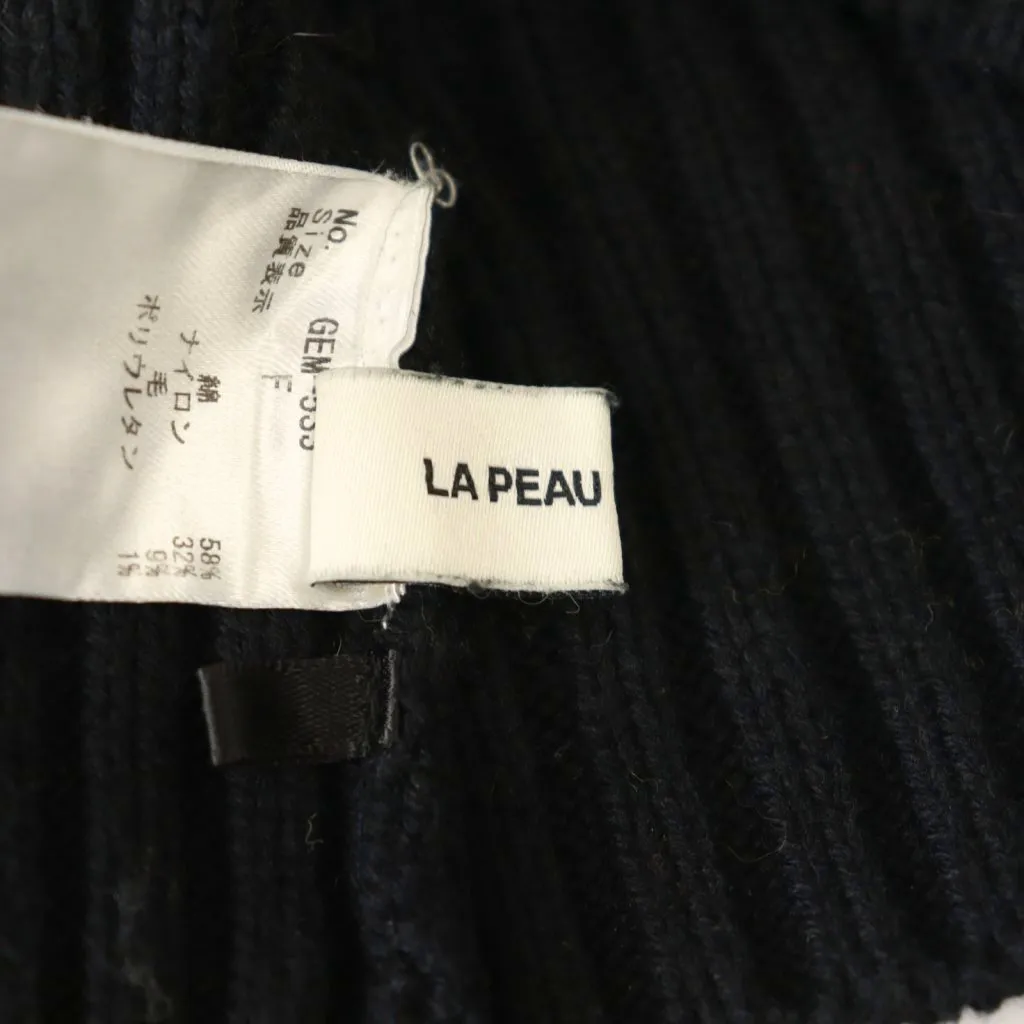 No. GEM-
Size F
品質表示
綿 58%
ナイロン 32%
毛 9%
ポリウレタン 1%
LA PEAU